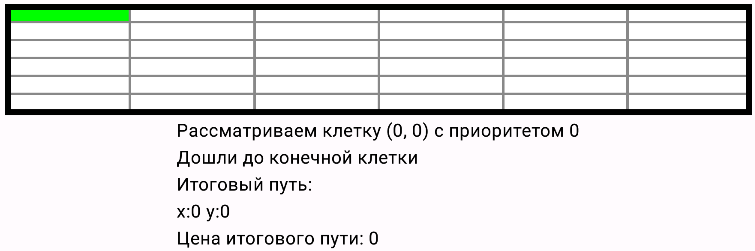 Рассматриваем клетку (0, 0) с приоритетом 0
Дошли до конечной клетки
Итоговый путь:
x:0 y:0
Цена итогового пути: 0